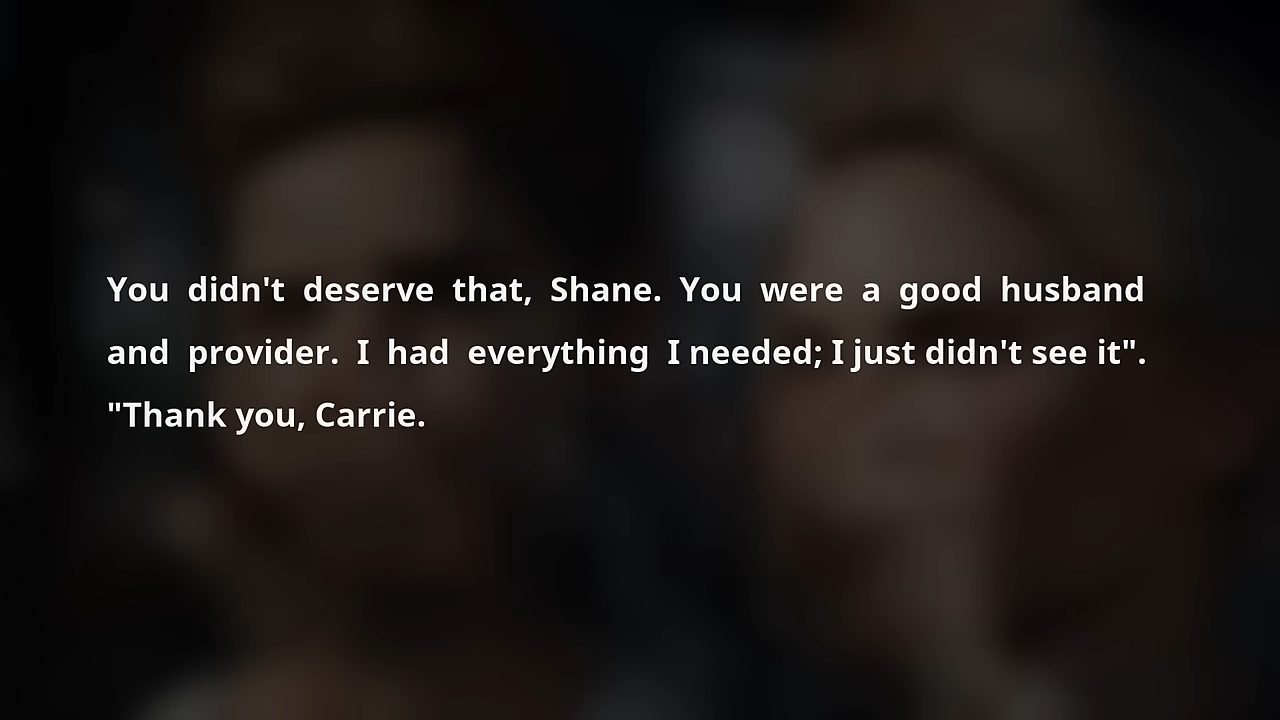 You didn't deserve that, Shane. You were a good husband
and provider. I had everything I needed; I just didn't see it".
"Thank you, Carrie.